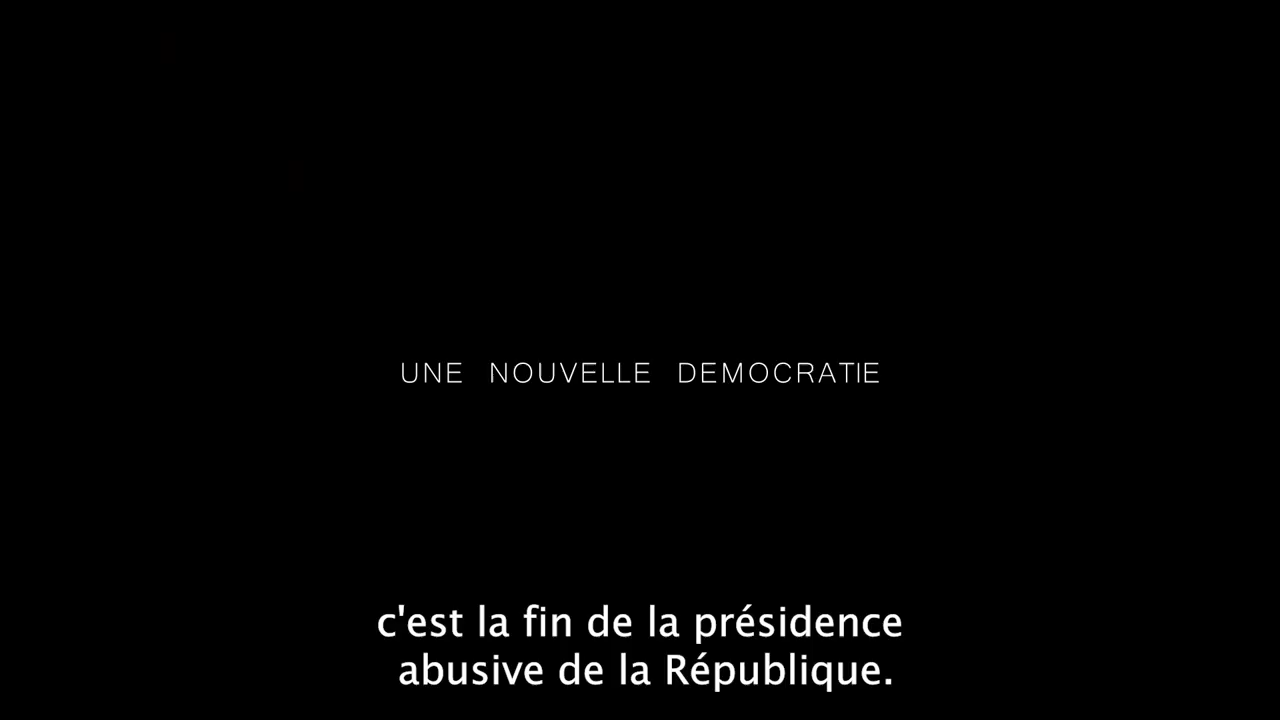 UNE NOUVELLE DEMOCRATIE
c'est la fin de la présidence
abusive de la République.